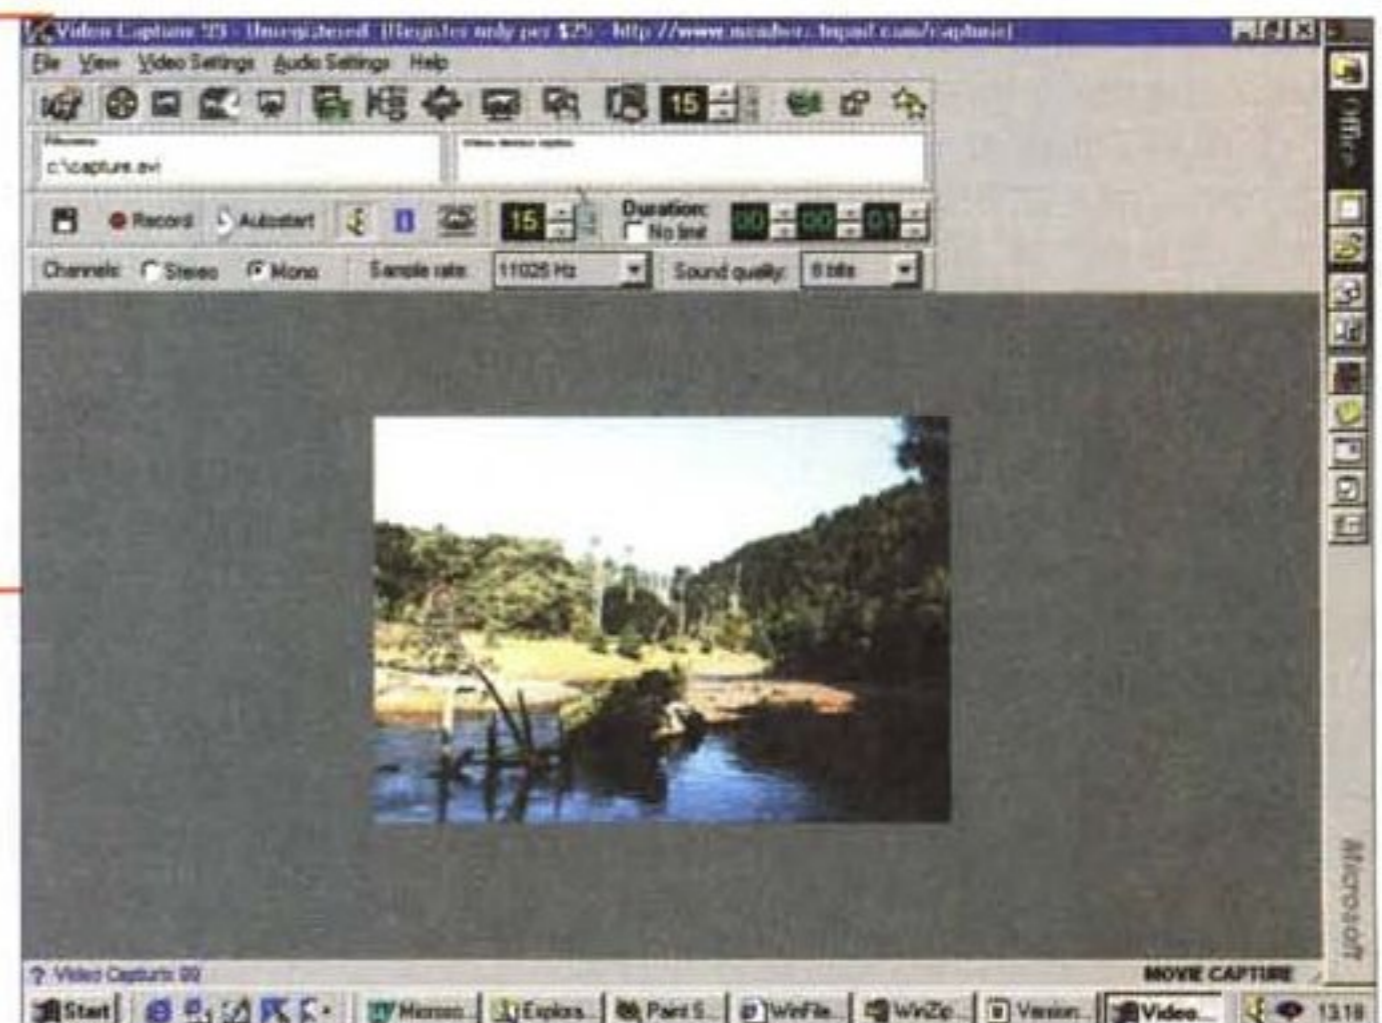 Video Capture 99 - Unregistered (Register only per $25 - http://www.members.tripod.com/capture)
File View Video Settings Audio Settings Help
15
Filename:
c:\capture.avi
Record Autostart 15 Duration: No limit 00 00 01
Channels: Stereo Mono Sample rate: 11025 Hz Sound quality: 8 bits
Office
Microsoft
? Video Capture 99
MOVIE CAPTURE
Start Microso... Explora... Paint S... WinFile... WinZip... Version... Video... 13:18